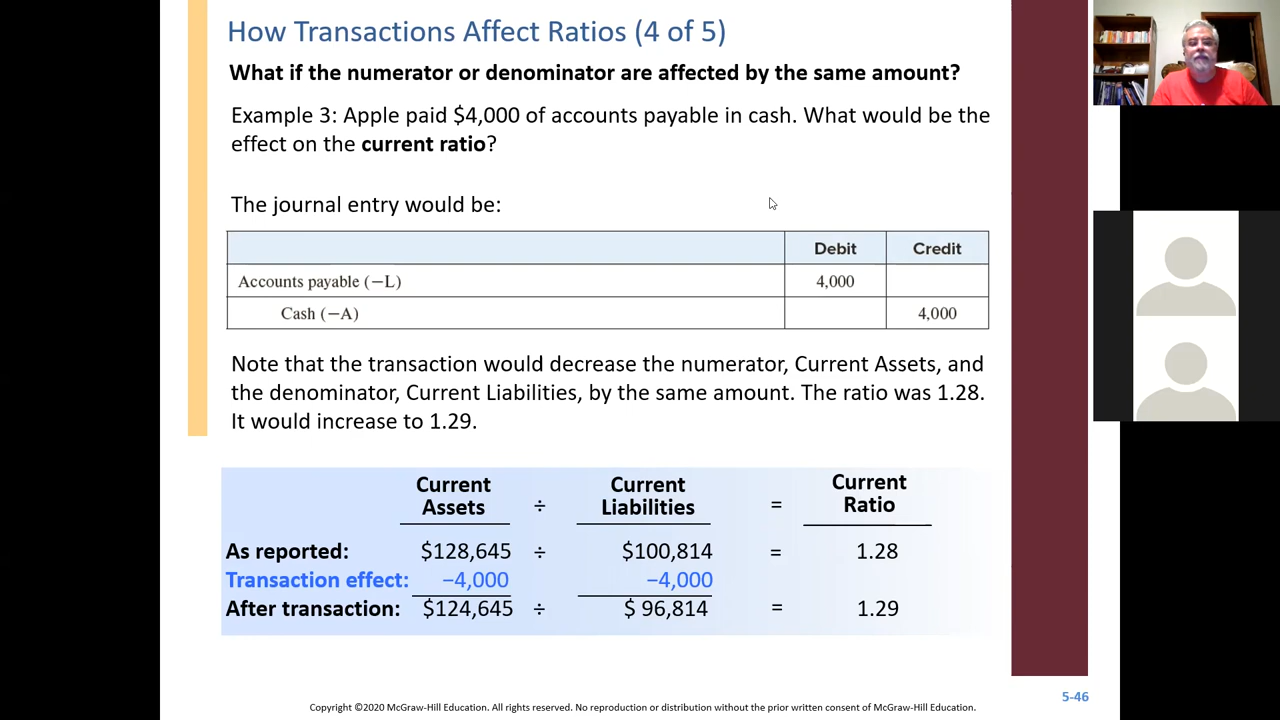 How Transactions Affect Ratios (4 of 5)
What if the numerator or denominator are affected by the same amount?
Example 3: Apple paid $4,000 of accounts payable in cash. What would be the
effect on the current ratio?
The journal entry would be:
Debit Credit
Accounts payable (−L) 4,000
Cash (−A) 4,000
Note that the transaction would decrease the numerator, Current Assets, and
the denominator, Current Liabilities, by the same amount. The ratio was 1.28.
It would increase to 1.29.
Current Assets ÷ Current Liabilities = Current Ratio
As reported: $128,645 ÷ $100,814 = 1.28
Transaction effect: −4,000 −4,000
After transaction: $124,645 ÷ $ 96,814 = 1.29
5-46
Copyright ©2020 McGraw-Hill Education. All rights reserved. No reproduction or distribution without the prior written consent of McGraw-Hill Education.